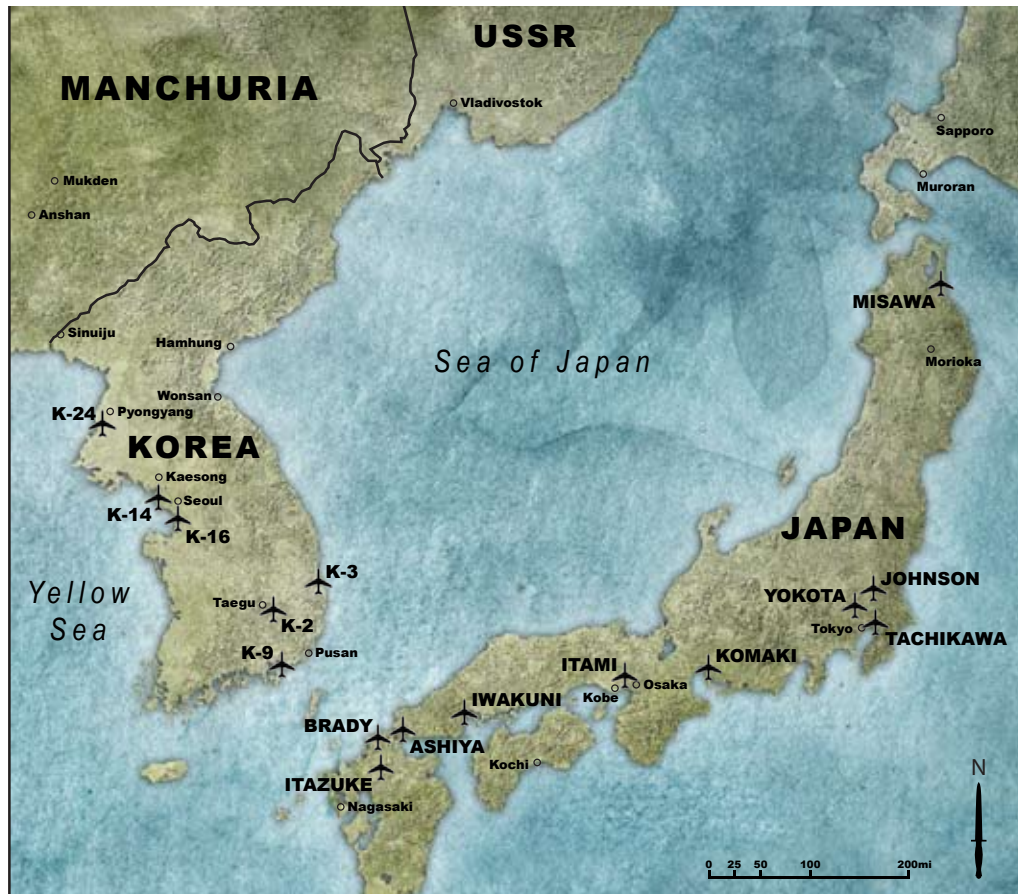 USSR
MANCHURIA
Vladivostok
Sapporo
Mukden
Muroran
Anshan
MISAWA
Sinuiju
Hamhung
Morioka
Sea of Japan
Wonsan
K-24
Pyongyang
KOREA
Kaesong
Seoul
K-14
K-16
JAPAN
K-3
JOHNSON
Yellow
Sea
YOKOTA
Taegu
K-2
Tokyo
TACHIKAWA
K-9
Pusan
ITAMI
KOMAKI
Kobe
Osaka
IWAKUNI
BRADY
ASHIYA
Kochi
N
ITAZUKE
Nagasaki
0 25 50 100 200mi